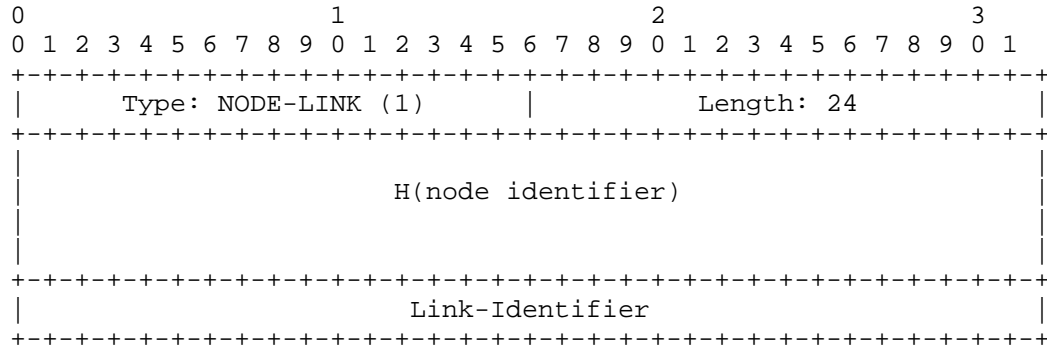 0                   1                   2                   3
0 1 2 3 4 5 6 7 8 9 0 1 2 3 4 5 6 7 8 9 0 1 2 3 4 5 6 7 8 9 0 1
+-+-+-+-+-+-+-+-+-+-+-+-+-+-+-+-+-+-+-+-+-+-+-+-+-+-+-+-+-+-+-+-+
|      Type: NODE-LINK (1)      |          Length: 24           |
+-+-+-+-+-+-+-+-+-+-+-+-+-+-+-+-+-+-+-+-+-+-+-+-+-+-+-+-+-+-+-+-+
|                                                               |
|                       H(node identifier)                      |
|                                                               |
|                                                               |
+-+-+-+-+-+-+-+-+-+-+-+-+-+-+-+-+-+-+-+-+-+-+-+-+-+-+-+-+-+-+-+-+
|                        Link-Identifier                        |
+-+-+-+-+-+-+-+-+-+-+-+-+-+-+-+-+-+-+-+-+-+-+-+-+-+-+-+-+-+-+-+-+